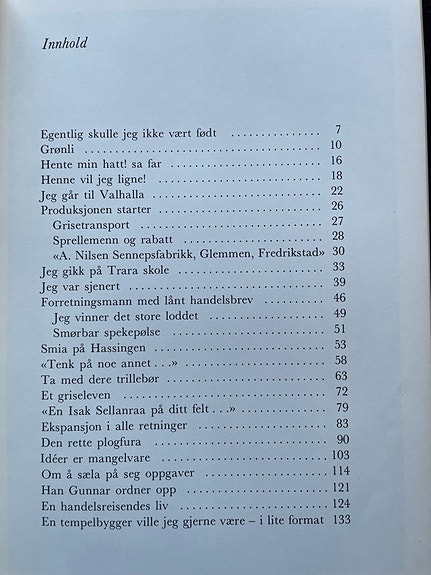 Innhold
Egentlig skulle jeg ikke vært født .............. 7
Grønli ........................................ 10
Hente min hatt! sa far .......................... 16
Henne vil jeg ligne! ............................ 18
Jeg går til Valhalla ............................ 22
Produksjonen starter ............................ 26
Grisetransport ................................ 27
Sprellemenn og rabatt .......................... 28
«A. Nilsen Sennepsfabrikk, Glemmen, Fredrikstad» 30
Jeg gikk på Trara skole .......................... 33
Jeg var sjenert ................................ 39
Forretningsmann med lånt handelsbrev ............ 46
Jeg vinner det store loddet .................... 49
Smørbar spekepølse ............................ 51
Smia på Hassingen .............................. 53
«Tenk på noe annet . . .» ........................ 58
Ta med dere trillebør ............................ 63
Et griseleven .................................. 72
«En Isak Sellanraa på ditt felt . . .» .............. 79
Ekspansjon i alle retninger ...................... 83
Den rette plogfura .............................. 90
Idéer er mangelvare ............................ 103
Om å sæla på seg oppgaver ...................... 114
Han Gunnar ordner opp .......................... 121
En handelsreisendes liv .......................... 124
En tempelbygger ville jeg gjerne være – i lite format 133